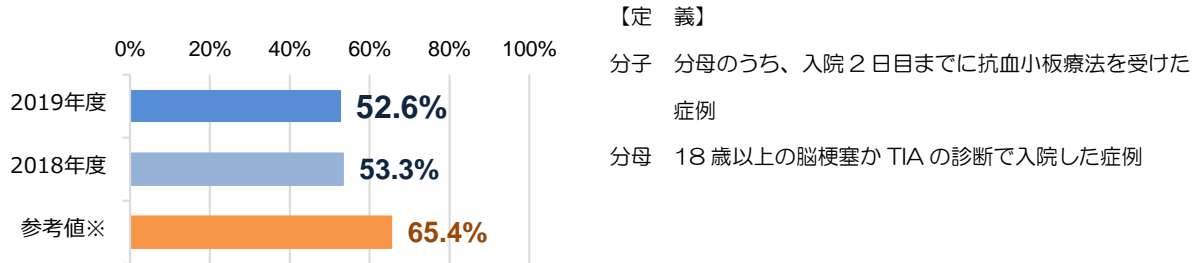 0% 20% 40% 60% 80% 100%
2019年度 52.6%
2018年度 53.3%
参考値※ 65.4%
【定　義】
分子　分母のうち、入院２日目までに抗血小板療法を受けた
症例
分母　18 歳以上の脳梗塞か TIA の診断で入院した症例